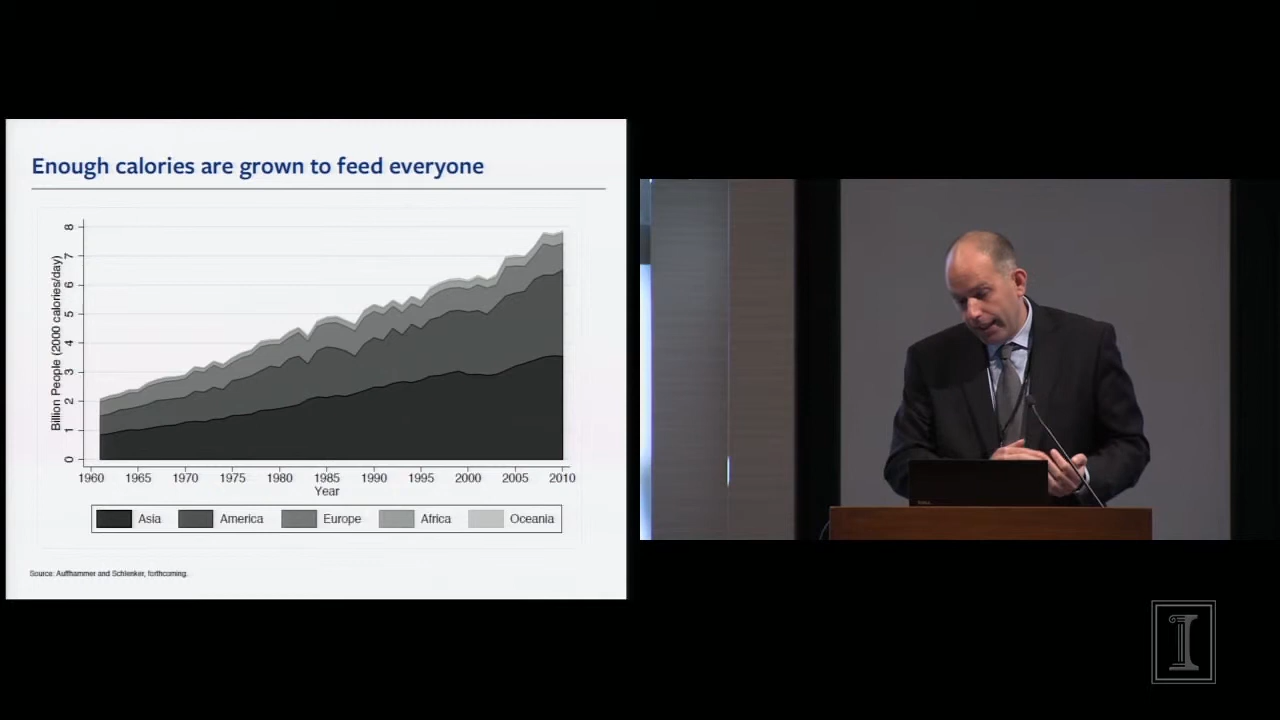 Enough calories are grown to feed everyone
Billion People (2000 calories/day)
8
7
6
5
4
3
2
1
0
1960 1965 1970 1975 1980 1985 1990 1995 2000 2005 2010
Year
Asia America Europe Africa Oceania
Source: Auffhammer and Schlenker, forthcoming.
I